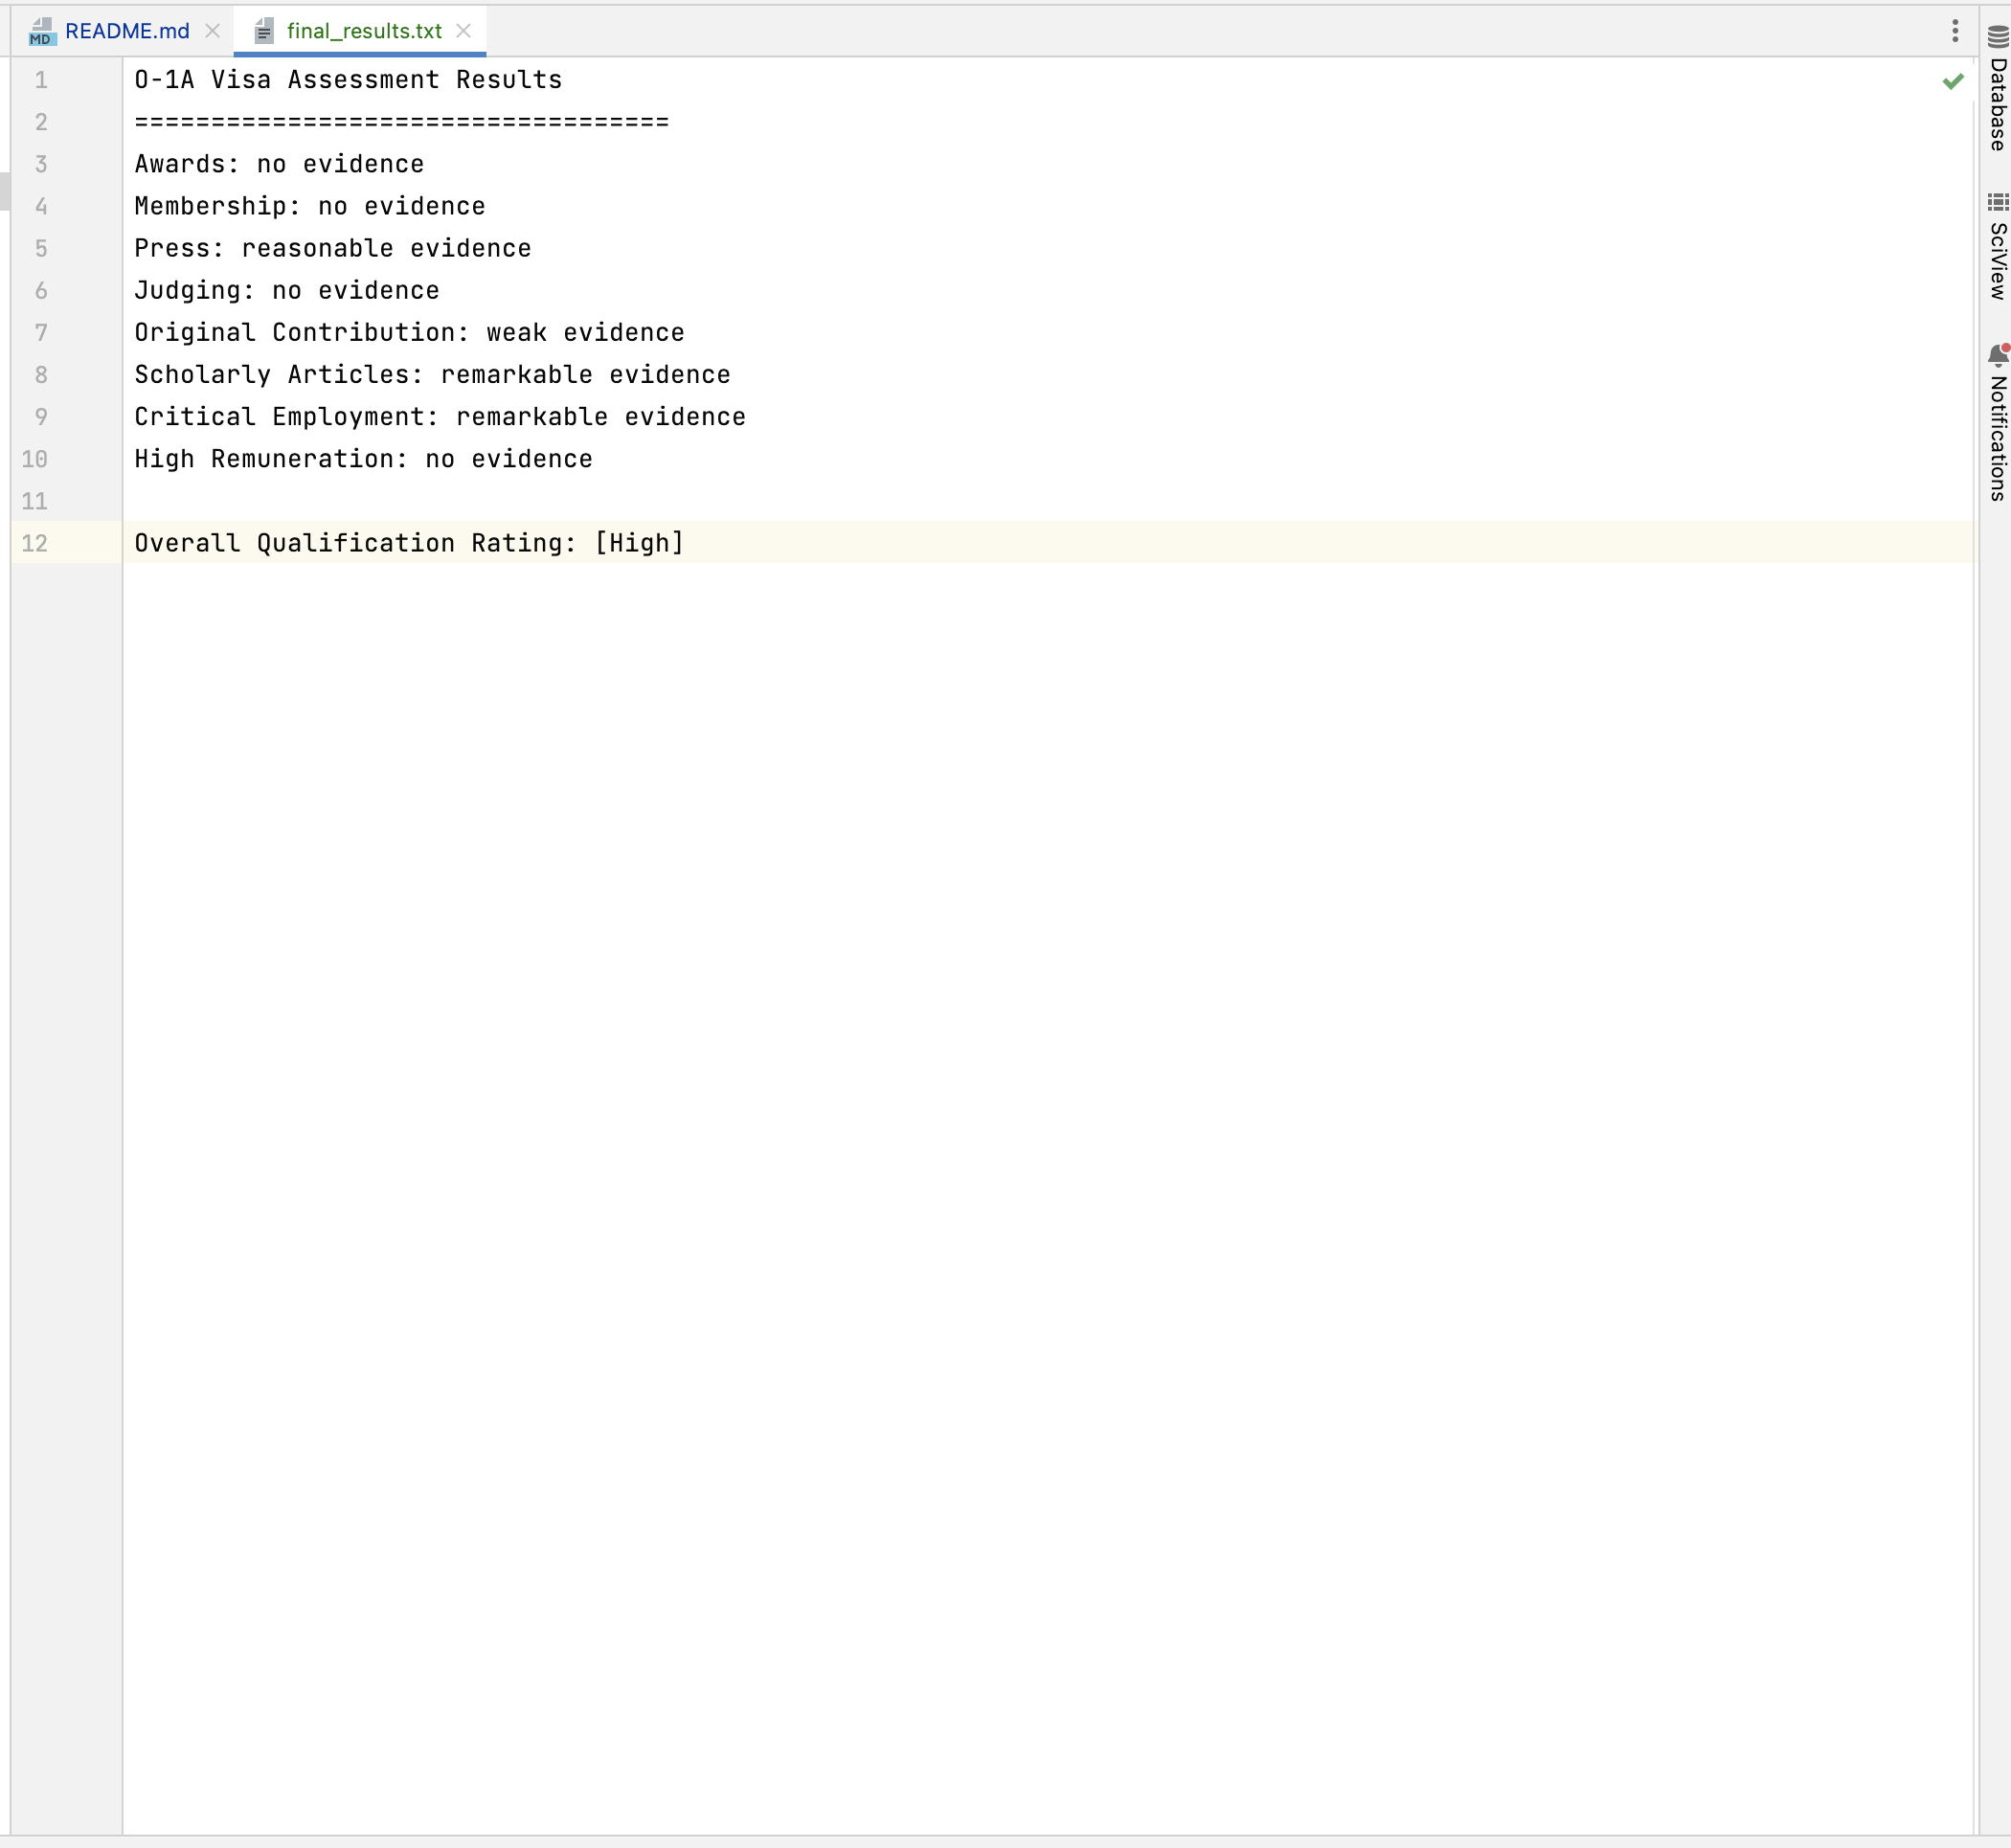 README.md
final_results.txt
1 O-1A Visa Assessment Results
2 ===================================
3 Awards: no evidence
4 Membership: no evidence
5 Press: reasonable evidence
6 Judging: no evidence
7 Original Contribution: weak evidence
8 Scholarly Articles: remarkable evidence
9 Critical Employment: remarkable evidence
10 High Remuneration: no evidence
11
12 Overall Qualification Rating: [High]
Database
SciView
Notifications
MD